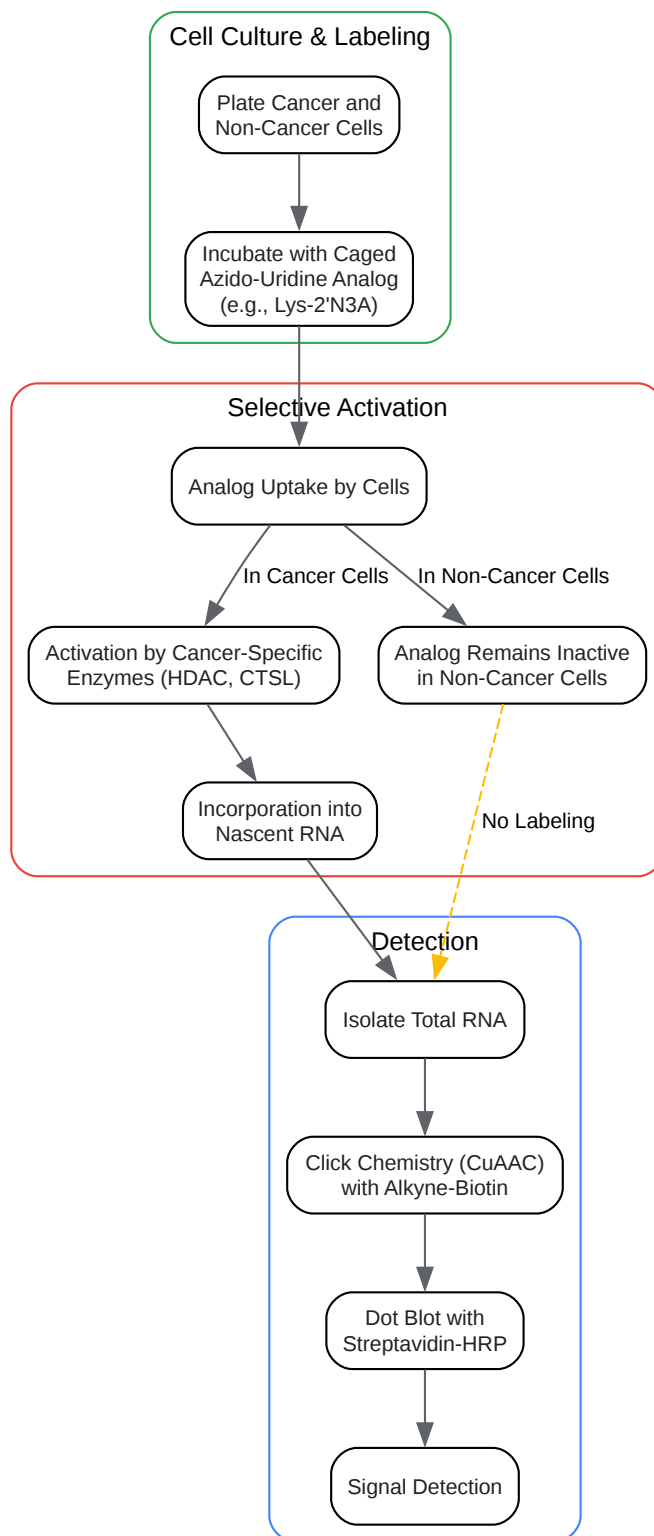 Cell Culture & Labeling
Plate Cancer and
Non-Cancer Cells
Incubate with Caged
Azido-Uridine Analog
(e.g., Lys-2'N3A)
Selective Activation
Analog Uptake by Cells
In Cancer Cells
In Non-Cancer Cells
Activation by Cancer-Specific
Enzymes (HDAC, CTSL)
Analog Remains Inactive
in Non-Cancer Cells
Incorporation into
Nascent RNA
No Labeling
Detection
Isolate Total RNA
Click Chemistry (CuAAC)
with Alkyne-Biotin
Dot Blot with
Streptavidin-HRP
Signal Detection